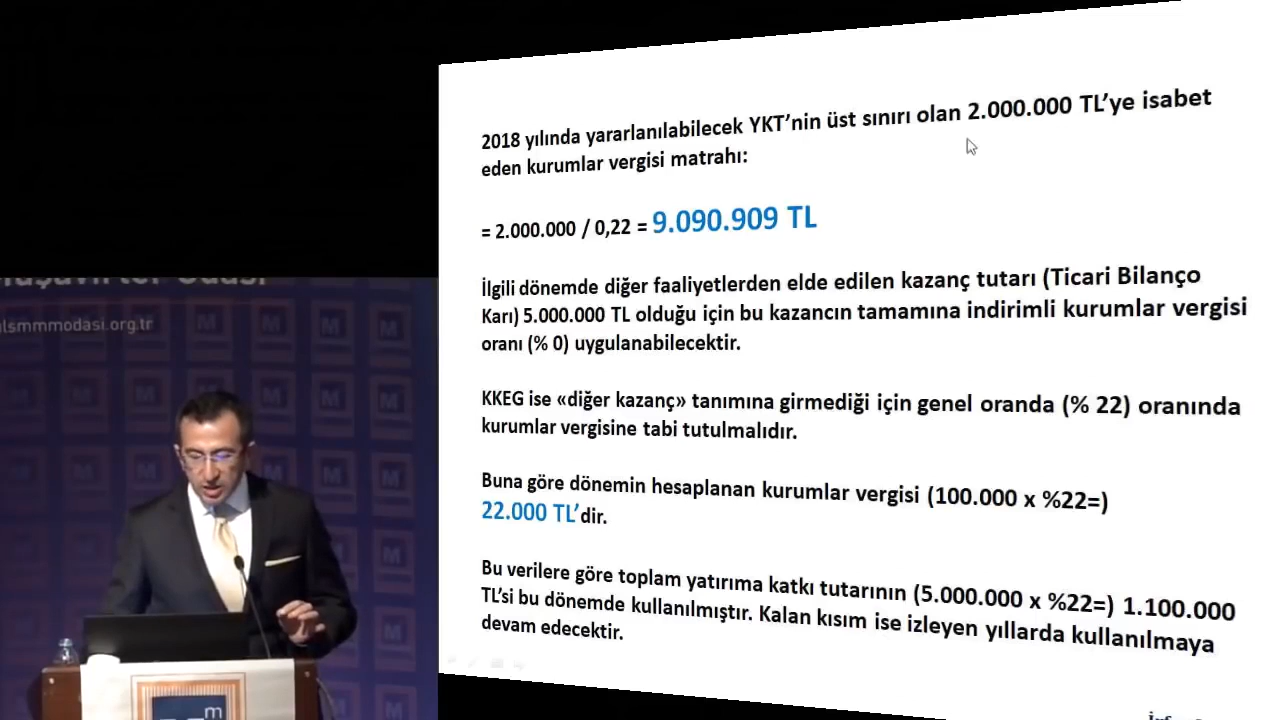 2018 yılında yararlanılabilecek YKT’nin üst sınırı olan 2.000.000 TL’ye isabet
eden kurumlar vergisi matrahı:
= 2.000.000 / 0,22 = 9.090.909 TL
İlgili dönemde diğer faaliyetlerden elde edilen kazanç tutarı (Ticari Bilanço
Karı) 5.000.000 TL olduğu için bu kazancın tamamına indirimli kurumlar vergisi
oranı (% 0) uygulanabilecektir.
KKEG ise «diğer kazanç» tanımına girmediği için genel oranda (% 22) oranında
kurumlar vergisine tabi tutulmalıdır.
Buna göre dönemin hesaplanan kurumlar vergisi (100.000 x %22=)
22.000 TL’dir.
Bu verilere göre toplam yatırıma katkı tutarının (5.000.000 x %22=) 1.100.000
TL’si bu dönemde kullanılmıştır. Kalan kısım ise izleyen yıllarda kullanılmaya
devam edecektir.
lsmmmodasi.org.tr